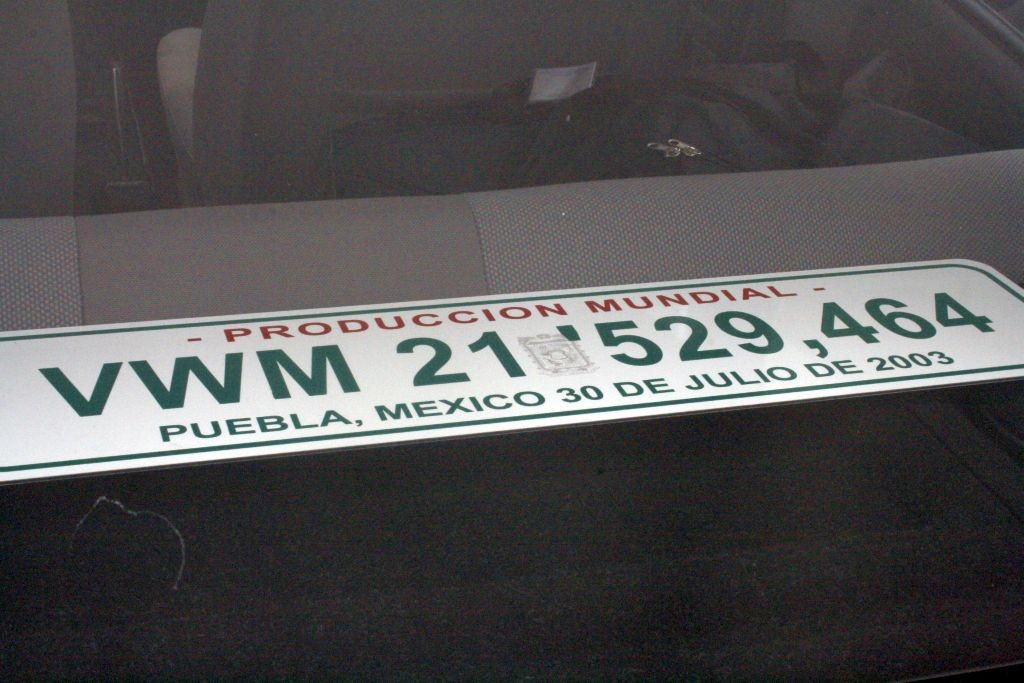 - PRODUCCION MUNDIAL -
VWM 21'529,464
PUEBLA, MEXICO 30 DE JULIO DE 2003